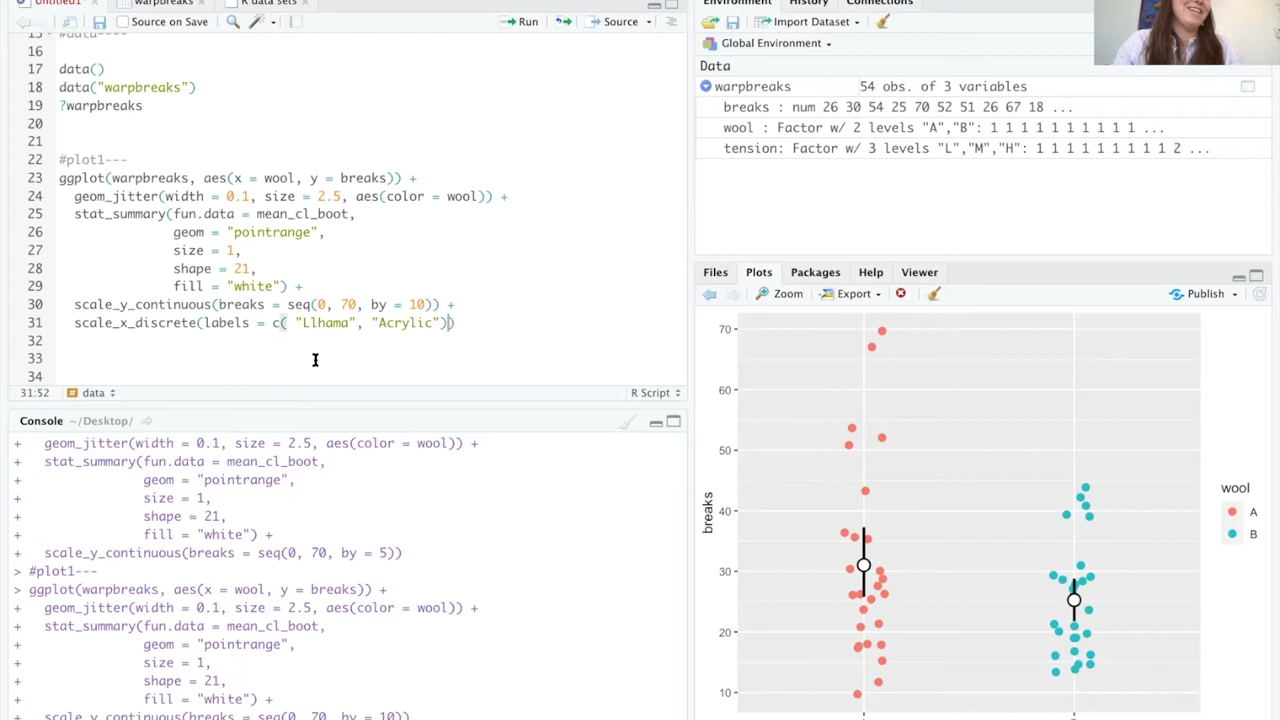 Untitled1* warpbreaks R data sets
Source on Save Run Source
15 #data----
16
17 data()
18 data("warpbreaks")
19 ?warpbreaks
20
21
22 #plot1---
23 ggplot(warpbreaks, aes(x = wool, y = breaks)) +
24 geom_jitter(width = 0.1, size = 2.5, aes(color = wool)) +
25 stat_summary(fun.data = mean_cl_boot,
26 geom = "pointrange",
27 size = 1,
28 shape = 21,
29 fill = "white") +
30 scale_y_continuous(breaks = seq(0, 70, by = 10)) +
31 scale_x_discrete(labels = c( "Llhama", "Acrylic"))
32
33
34
31:52 data R Script
Console ~/Desktop/
+ geom_jitter(width = 0.1, size = 2.5, aes(color = wool)) +
+ stat_summary(fun.data = mean_cl_boot,
+ geom = "pointrange",
+ size = 1,
+ shape = 21,
+ fill = "white") +
+ scale_y_continuous(breaks = seq(0, 70, by = 5))
> #plot1---
> ggplot(warpbreaks, aes(x = wool, y = breaks)) +
+ geom_jitter(width = 0.1, size = 2.5, aes(color = wool)) +
+ stat_summary(fun.data = mean_cl_boot,
+ geom = "pointrange",
+ size = 1,
+ shape = 21,
+ fill = "white") +
+ scale_y_continuous(breaks = seq(0, 70, by = 10))
Environment History Connections
Import Dataset
Global Environment
Data
warpbreaks 54 obs. of 3 variables
breaks : num 26 30 54 25 70 52 51 26 67 18 ...
wool : Factor w/ 2 levels "A","B": 1 1 1 1 1 1 1 1 1 1 ...
tension: Factor w/ 3 levels "L","M","H": 1 1 1 1 1 1 1 1 1 2 ...
Files Plots Packages Help Viewer
Zoom Export Publish
70
60
50
40
30
20
10
breaks
wool
A
B